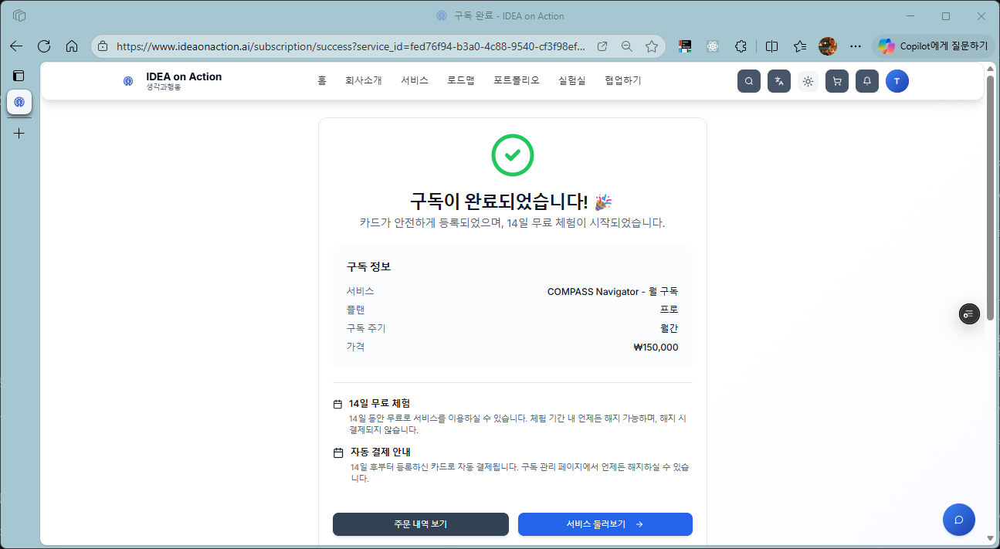 구독 완료 - IDEA on Action
https://www.ideaonaction.ai/subscription/success?service_id=fed76f94-b3a0-4c88-9540-cf3f98ef...
Copilot에게 질문하기
IDEA on Action
생각과행동
홈 회사소개 서비스 로드맵 포트폴리오 실험실 협업하기
T
구독이 완료되었습니다! 🎉
카드가 안전하게 등록되었으며, 14일 무료 체험이 시작되었습니다.
구독 정보
서비스 COMPASS Navigator - 월 구독
플랜 프로
구독 주기 월간
가격 ₩150,000
14일 무료 체험
14일 동안 무료로 서비스를 이용하실 수 있습니다. 체험 기간 내 언제든 해지 가능하며, 해지 시
결제되지 않습니다.
자동 결제 안내
14일 후부터 등록하신 카드로 자동 결제됩니다. 구독 관리 페이지에서 언제든 해지하실 수 있습
니다.
주문 내역 보기 서비스 둘러보기 →